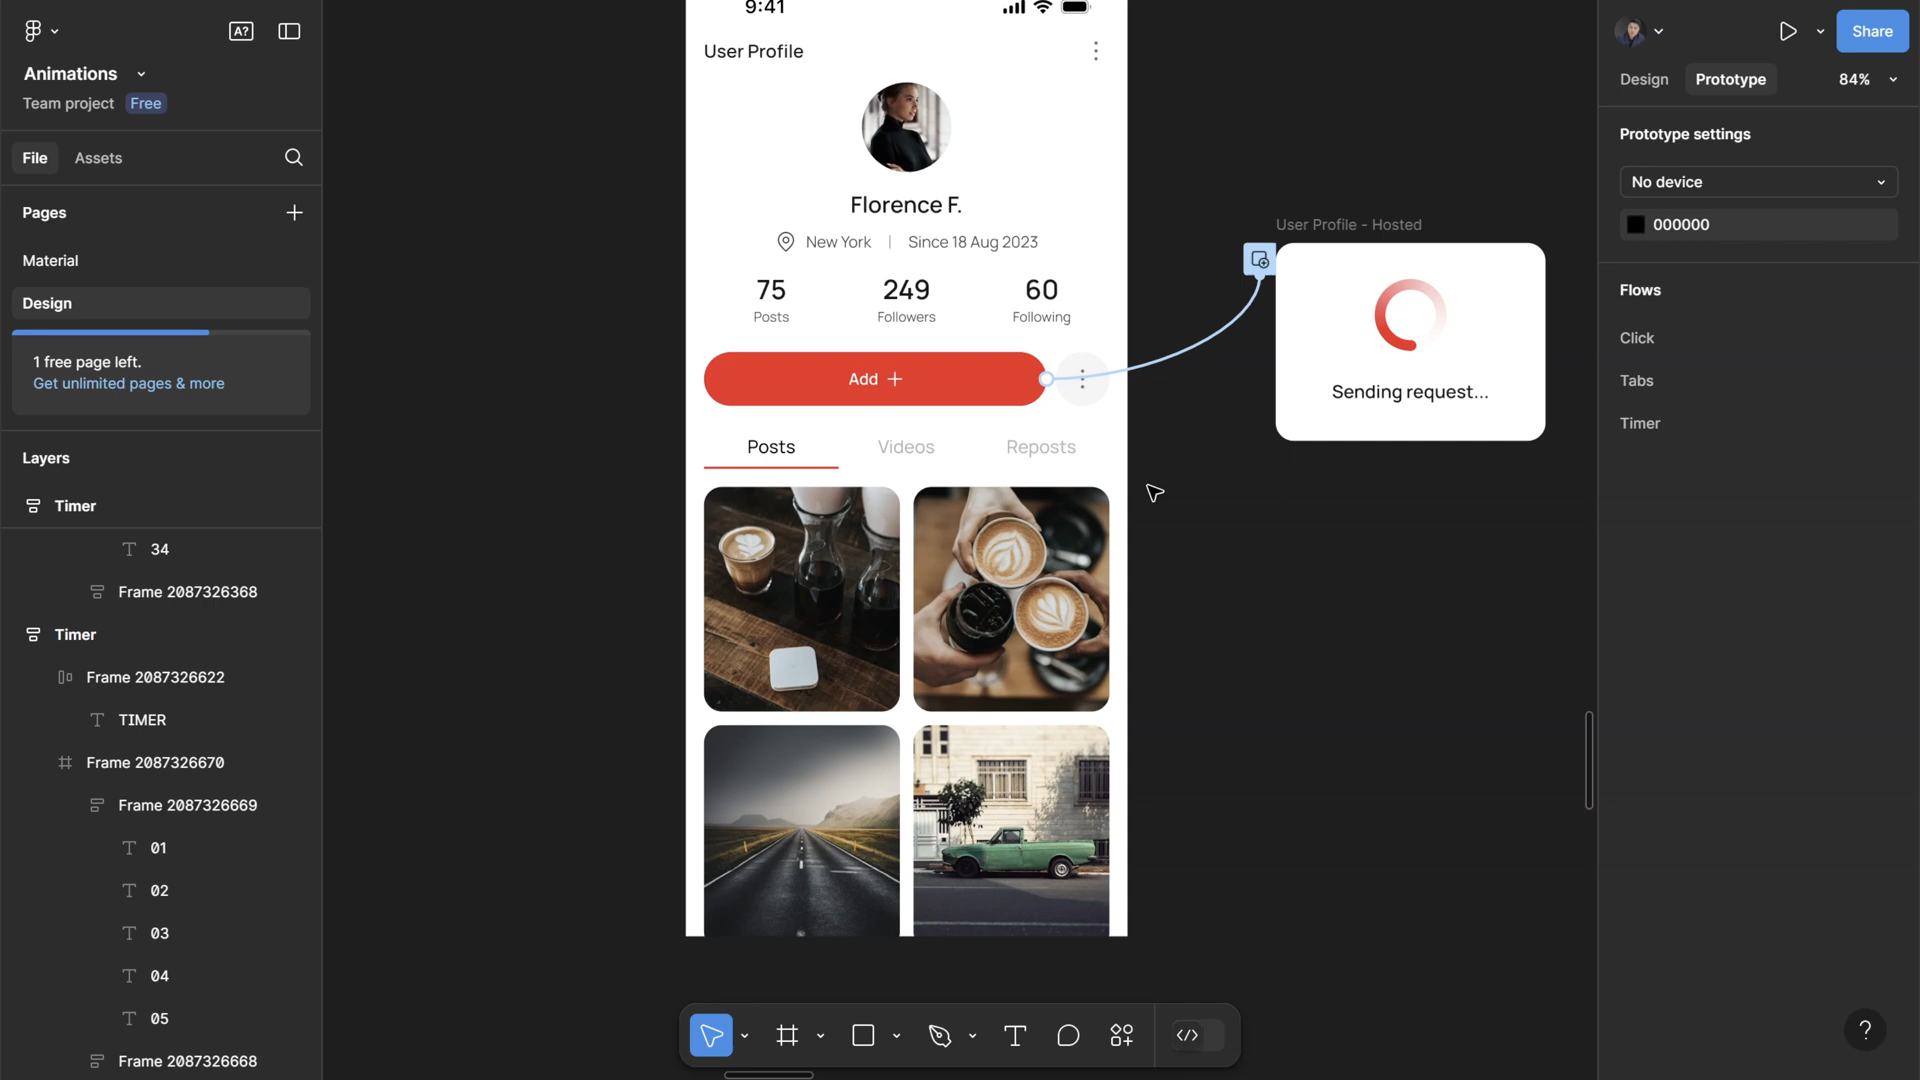 A?
Animations
Team project Free
File Assets
Pages
Material
Design
1 free page left.
Get unlimited pages & more
Layers
Timer
34
Frame 2087326368
Timer
Frame 2087326622
TIMER
Frame 2087326670
Frame 2087326669
01
02
03
04
05
Frame 2087326668
9:41
User Profile
Florence F.
New York | Since 18 Aug 2023
75 249 60
Posts Followers Following
Add +
Posts Videos Reposts
User Profile - Hosted
Sending request...
Share
Design Prototype 84%
Prototype settings
No device
000000
Flows
Click
Tabs
Timer
?